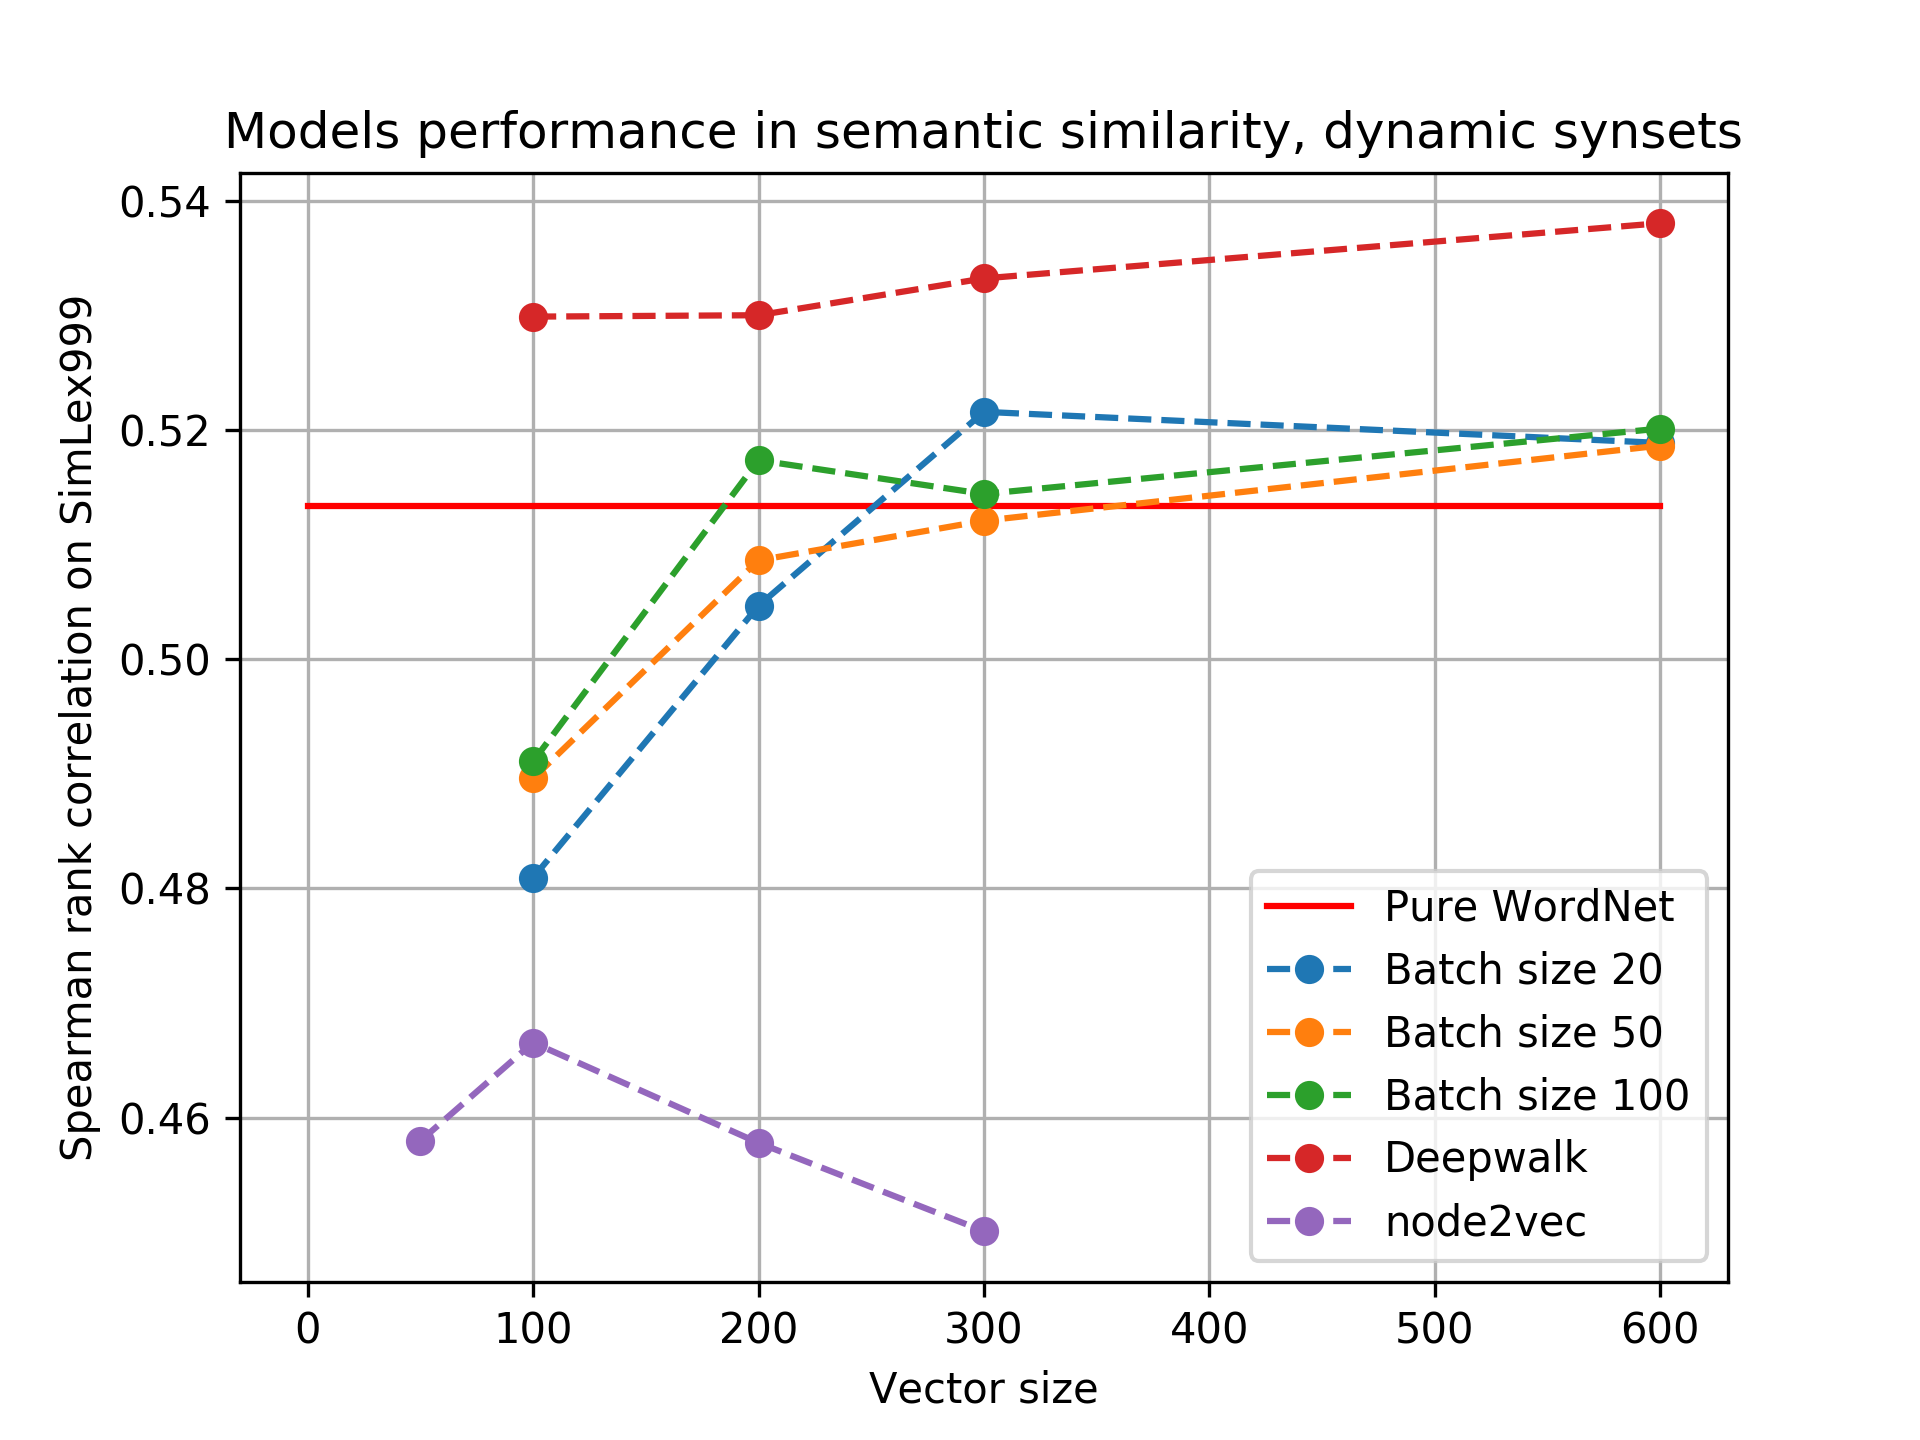 Models performance in semantic similarity, dynamic synsets
Spearman rank correlation on SimLex999
0.54
0.52
0.50
0.48
0.46
Pure WordNet
Batch size 20
Batch size 50
Batch size 100
Deepwalk
node2vec
0 100 200 300 400 500 600
Vector size